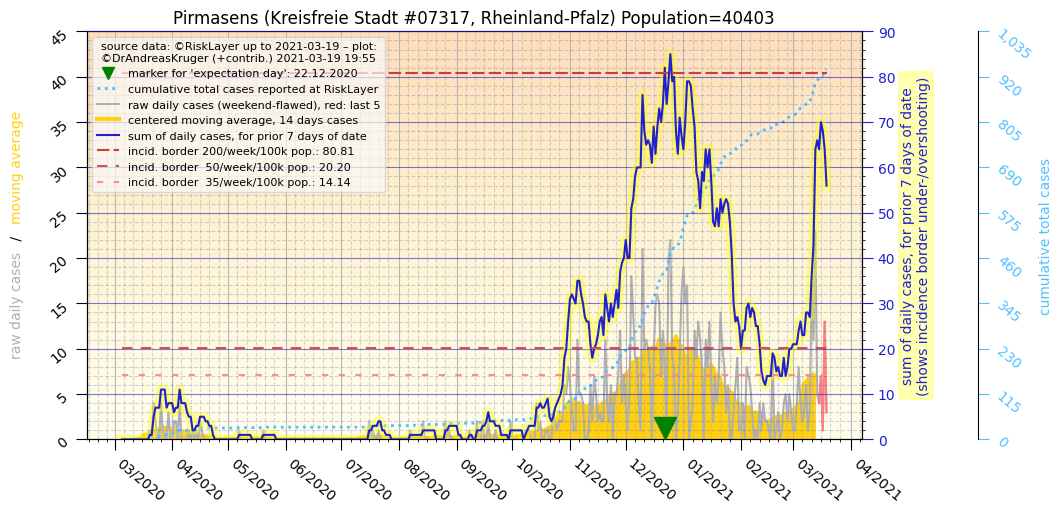 Pirmasens (Kreisfreie Stadt #07317, Rheinland-Pfalz) Population=40403
source data: ©RiskLayer up to 2021-03-19 – plot:
©DrAndreasKruger (+contrib.) 2021-03-19 19:55
marker for 'expectation day': 22.12.2020
cumulative total cases reported at RiskLayer
raw daily cases (weekend-flawed), red: last 5
centered moving average, 14 days cases
sum of daily cases, for prior 7 days of date
incid. border 200/week/100k pop.: 80.81
incid. border  50/week/100k pop.: 20.20
incid. border  35/week/100k pop.: 14.14
raw daily cases  /  moving average
45
40
35
30
25
20
15
10
5
0
03/2020
04/2020
05/2020
06/2020
07/2020
08/2020
09/2020
10/2020
11/2020
12/2020
01/2021
02/2021
03/2021
04/2021
90
80
70
60
50
40
30
20
10
0
sum of daily cases, for prior 7 days of date
(shows incidence border under-/overshooting)
1,035
920
805
690
575
460
345
230
115
0
cumulative total cases